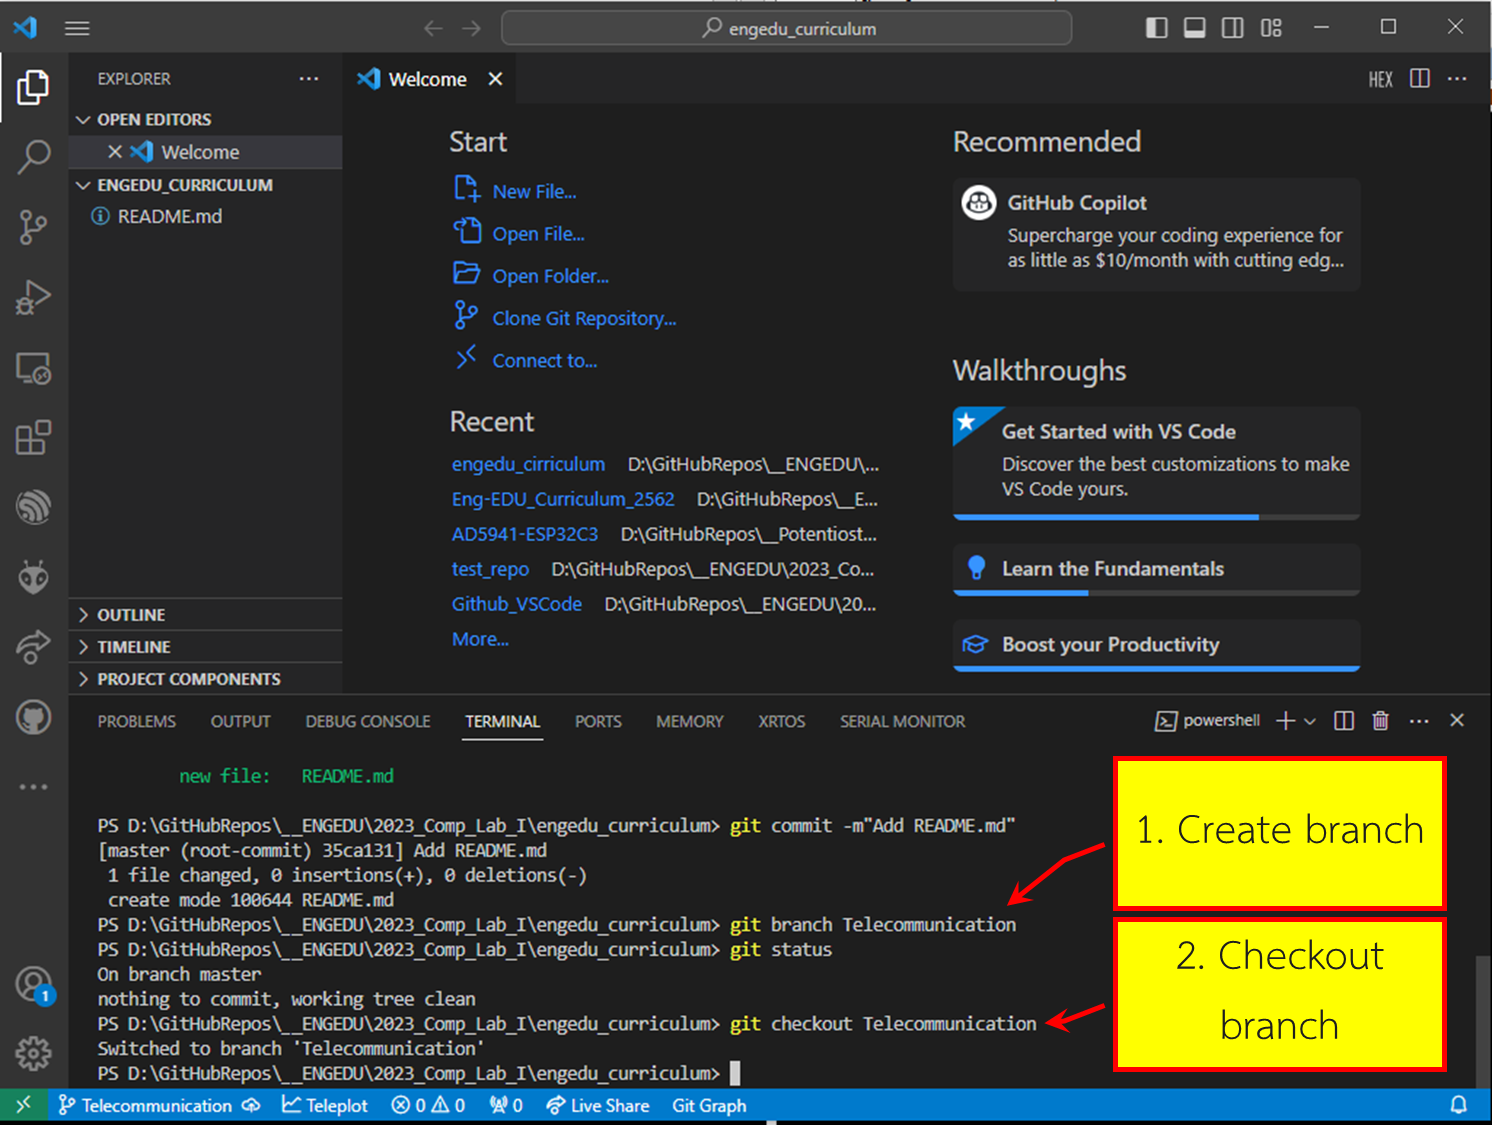 engedu_curriculum
EXPLORER
Welcome
HEX
OPEN EDITORS
Welcome
ENGEDU_CURRICULUM
README.md
OUTLINE
TIMELINE
PROJECT COMPONENTS
Start
New File...
Open File...
Open Folder...
Clone Git Repository...
Connect to...
Recent
engedu_cirriculum D:\GitHubRepos\__ENGEDU\...
Eng-EDU_Curriculum_2562 D:\GitHubRepos\__E...
AD5941-ESP32C3 D:\GitHubRepos\__Potentiost...
test_repo D:\GitHubRepos\__ENGEDU\2023_Co...
Github_VSCode D:\GitHubRepos\__ENGEDU\20...
More...
Recommended
GitHub Copilot
Supercharge your coding experience for
as little as $10/month with cutting edg...
Walkthroughs
Get Started with VS Code
Discover the best customizations to make
VS Code yours.
Learn the Fundamentals
Boost your Productivity
PROBLEMS OUTPUT DEBUG CONSOLE TERMINAL PORTS MEMORY XRTOS SERIAL MONITOR
powershell
new file: README.md
PS D:\GitHubRepos\__ENGEDU\2023_Comp_Lab_I\engedu_curriculum> git commit -m"Add README.md"
[master (root-commit) 35ca131] Add README.md
1 file changed, 0 insertions(+), 0 deletions(-)
create mode 100644 README.md
PS D:\GitHubRepos\__ENGEDU\2023_Comp_Lab_I\engedu_curriculum> git branch Telecommunication
PS D:\GitHubRepos\__ENGEDU\2023_Comp_Lab_I\engedu_curriculum> git status
On branch master
nothing to commit, working tree clean
PS D:\GitHubRepos\__ENGEDU\2023_Comp_Lab_I\engedu_curriculum> git checkout Telecommunication
Switched to branch 'Telecommunication'
PS D:\GitHubRepos\__ENGEDU\2023_Comp_Lab_I\engedu_curriculum>
1. Create branch
2. Checkout
branch
1
Telecommunication Teleplot 0 0 0 Live Share Git Graph